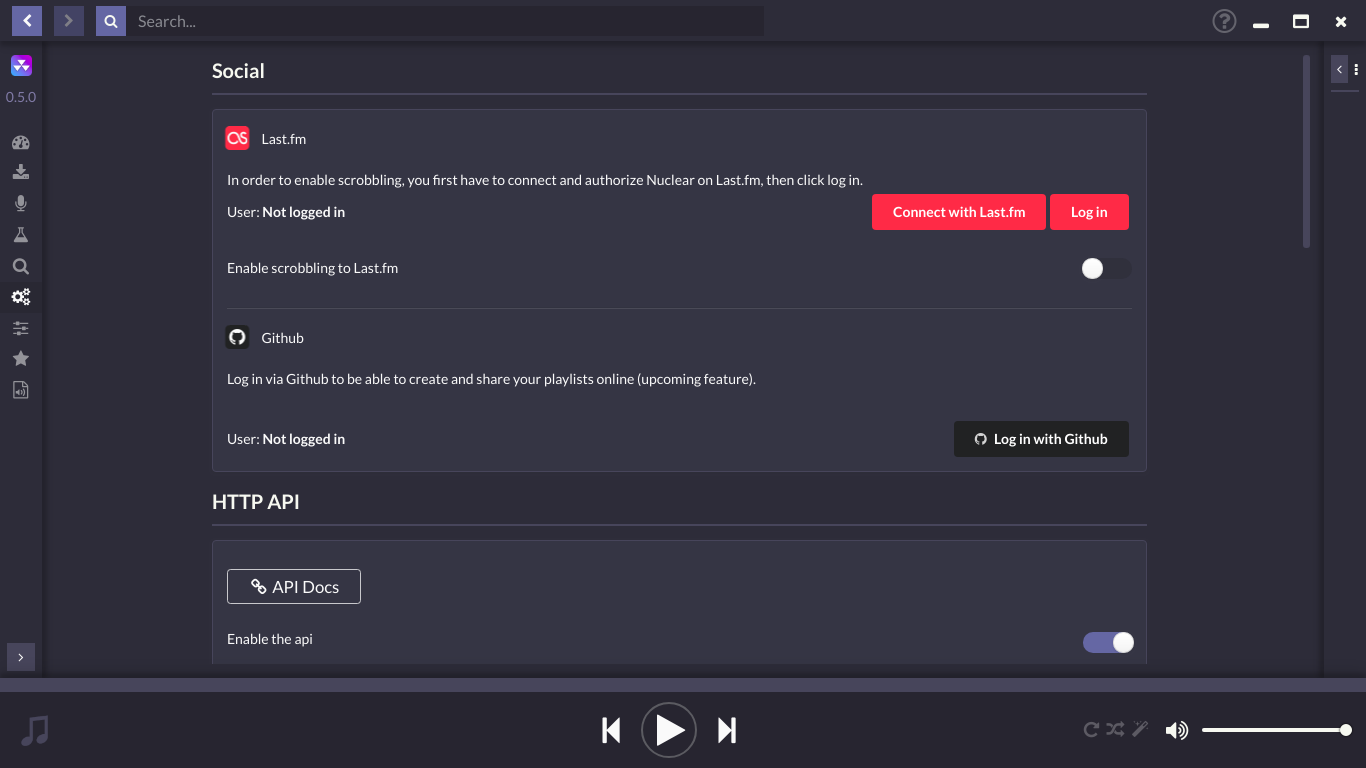 Search...
0.5.0
Social
Last.fm
In order to enable scrobbling, you first have to connect and authorize Nuclear on Last.fm, then click log in.
User: Not logged in
Connect with Last.fm
Log in
Enable scrobbling to Last.fm
Github
Log in via Github to be able to create and share your playlists online (upcoming feature).
User: Not logged in
Log in with Github
HTTP API
API Docs
Enable the api